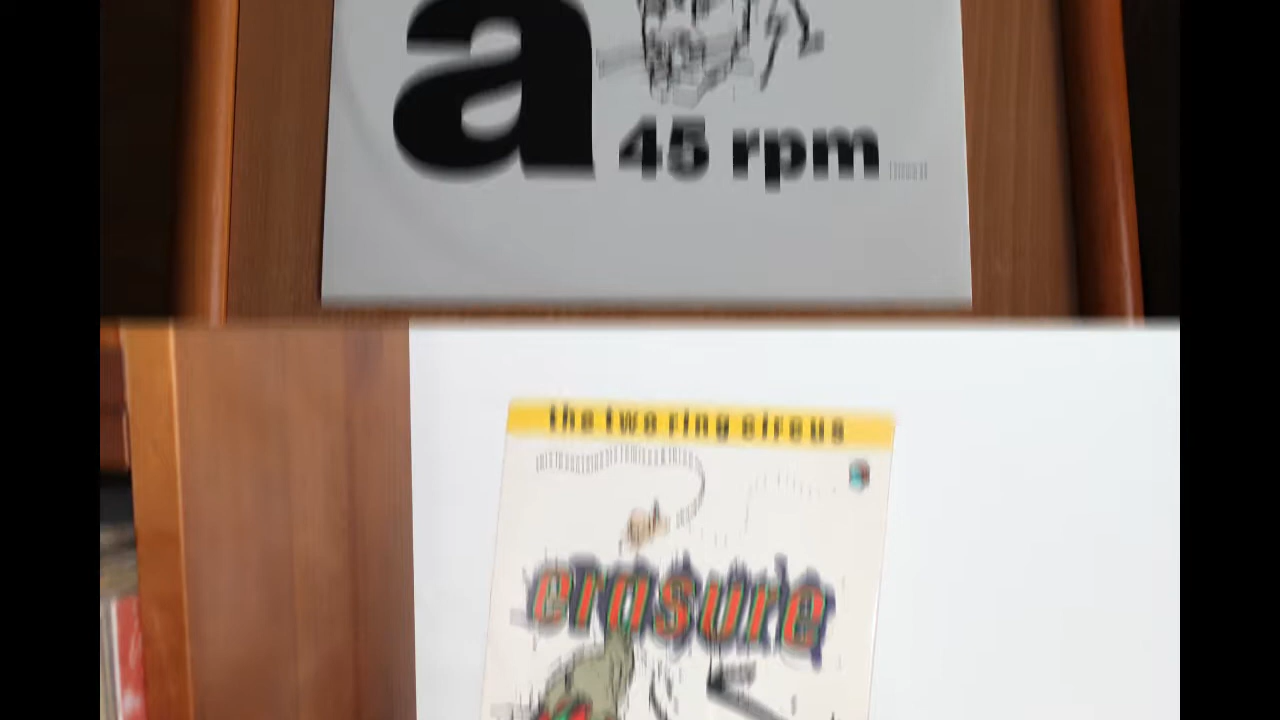 a
45 rpm
the two ring circus
erasure